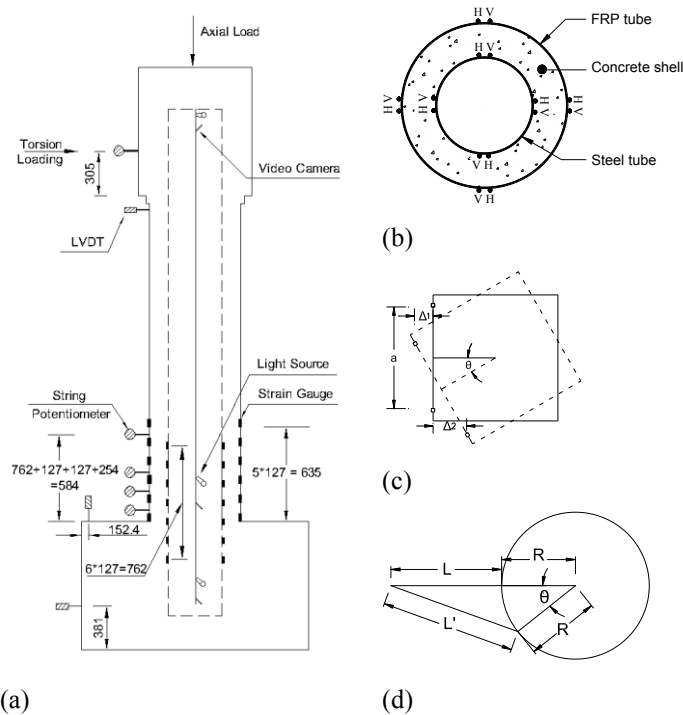 Axial Load
Torsion
Loading
305
Video Camera
LVDT
Light Source
String
Potentiometer
Strain Gauge
762+127+127+254
=584
5*127 = 635
152.4
6*127=762
381
(a)
H V
FRP tube
H V
Concrete shell
H V
H V
H V
H V
V H
Steel tube
V H
(b)
Δ1
a
θ
Δ2
(c)
L
R
θ
L'
R
(d)